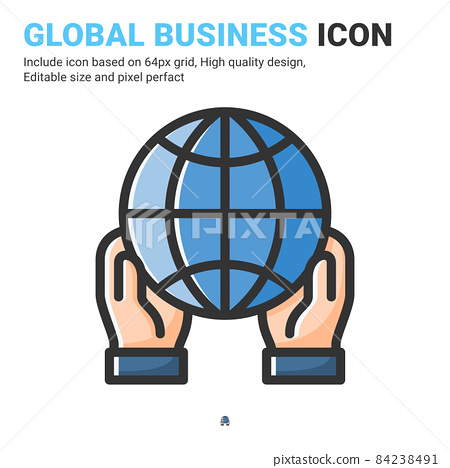 GLOBAL BUSINESS ICON
Include icon based on 64px grid, High quality design,
Editable size and pixel perfact
PIXTA
pixtastock.com - 84238491